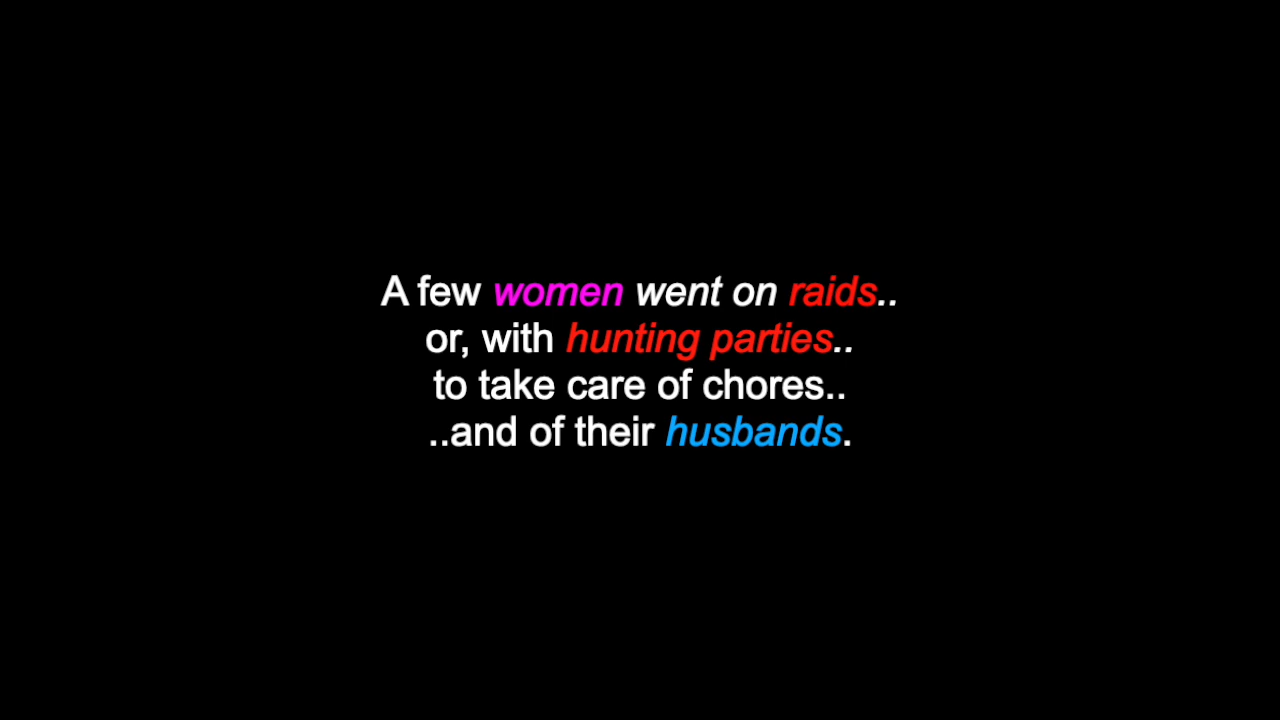 A few women went on raids..
or, with hunting parties..
to take care of chores..
..and of their husbands.